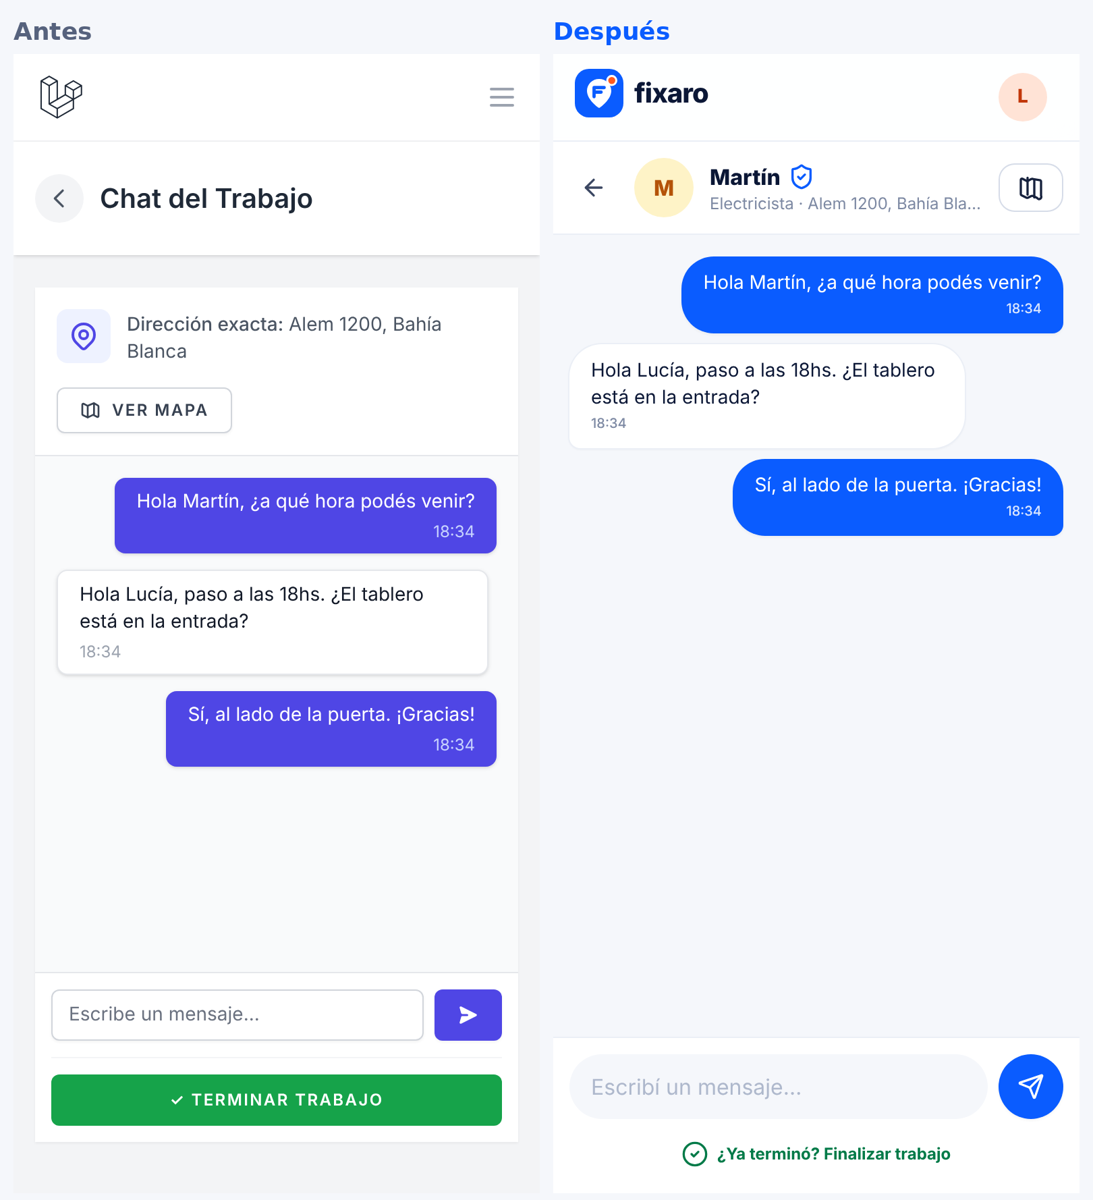 Antes
Chat del Trabajo
Dirección exacta: Alem 1200, Bahía
Blanca
VER MAPA
Hola Martín, ¿a qué hora podés venir?
18:34
Hola Lucía, paso a las 18hs. ¿El tablero
está en la entrada?
18:34
Sí, al lado de la puerta. ¡Gracias!
18:34
Escribe un mensaje...
✓ TERMINAR TRABAJO
Después
F
fixaro
L
M
Martín
Electricista · Alem 1200, Bahía Bla...
Hola Martín, ¿a qué hora podés venir?
18:34
Hola Lucía, paso a las 18hs. ¿El tablero
está en la entrada?
18:34
Sí, al lado de la puerta. ¡Gracias!
18:34
Escribí un mensaje...
¿Ya terminó? Finalizar trabajo